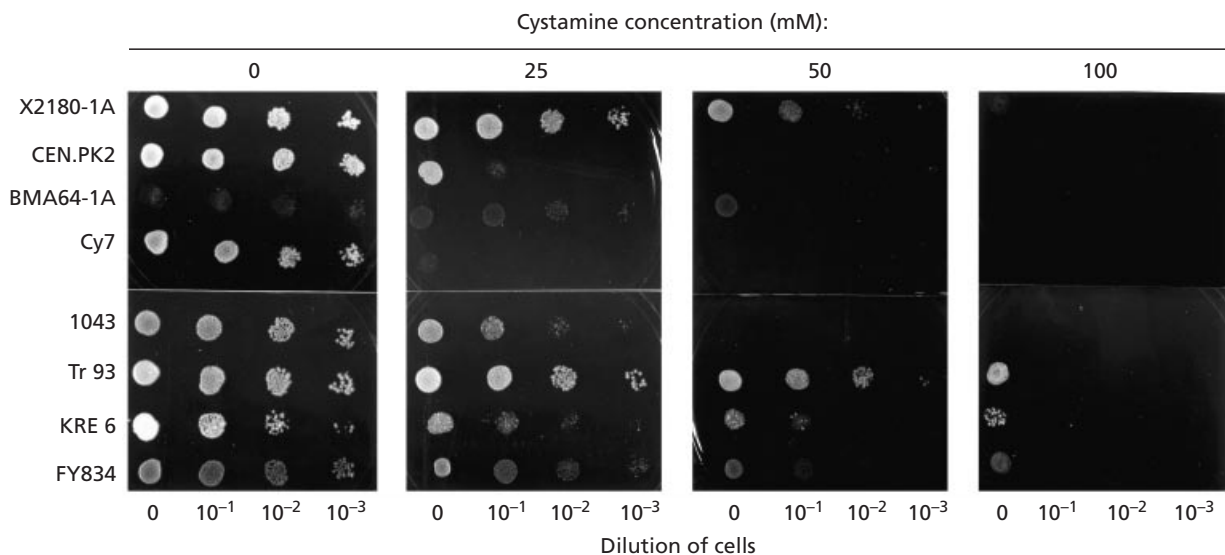 Cystamine concentration (mM):
0 25 50 100
X2180-1A
CEN.PK2
BMA64-1A
Cy7
1043
Tr 93
KRE 6
FY834
0 10⁻¹ 10⁻² 10⁻³ 0 10⁻¹ 10⁻² 10⁻³ 0 10⁻¹ 10⁻² 10⁻³ 0 10⁻¹ 10⁻² 10⁻³
Dilution of cells